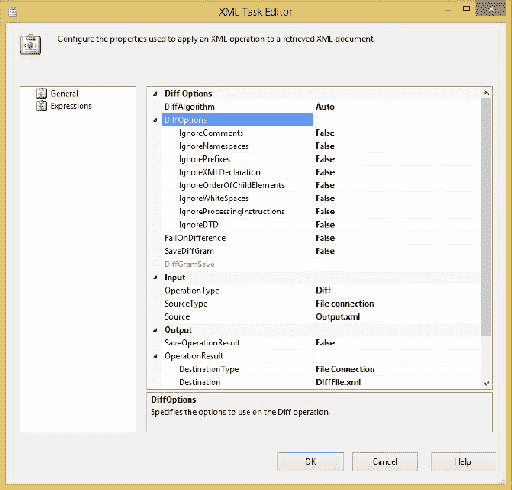 XML Task Editor
Configure the properties used to apply an XML operation to a retrieved XML document.
General
Expressions
Diff Options
DiffAlgorithm Auto
DiffOptions
IgnoreComments False
IgnoreNamespaces False
IgnorePrefixes False
IgnoreXMLDeclaration False
IgnoreOrderOfChildElements False
IgnoreWhiteSpaces False
IgnoreProcessingInstructions False
IgnoreDTD False
FailOnDifference False
SaveDiffGram False
DiffGramSave
Input
OperationType Diff
SourceType File connection
Source Output.xml
Output
SaveOperationResult False
OperationResult
DestinationType File Connection
Destination DiffFile.xml
DiffOptions
Specifies the options to use on the Diff operation.
OK Cancel Help